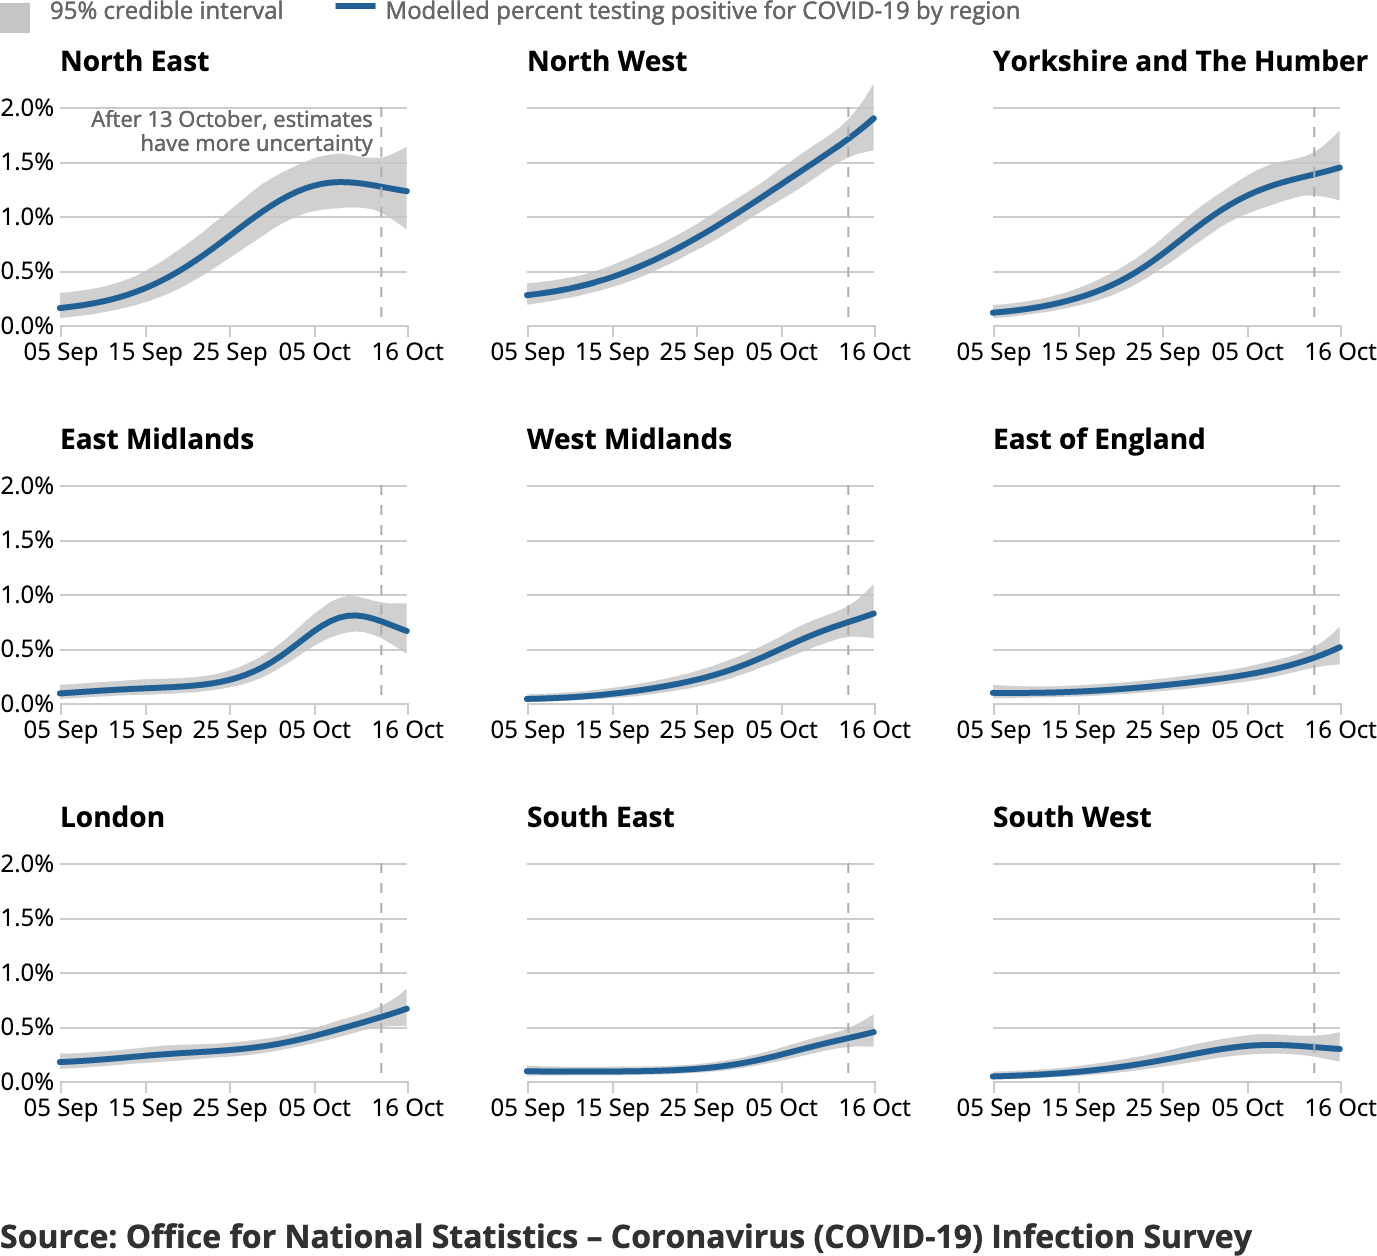 95% credible interval
Modelled percent testing positive for COVID-19 by region
North East
North West
Yorkshire and The Humber
2.0%
After 13 October, estimates
have more uncertainty
1.5%
1.0%
0.5%
0.0%
05 Sep 15 Sep 25 Sep 05 Oct 16 Oct
05 Sep 15 Sep 25 Sep 05 Oct 16 Oct
05 Sep 15 Sep 25 Sep 05 Oct 16 Oct
East Midlands
West Midlands
East of England
2.0%
1.5%
1.0%
0.5%
0.0%
05 Sep 15 Sep 25 Sep 05 Oct 16 Oct
05 Sep 15 Sep 25 Sep 05 Oct 16 Oct
05 Sep 15 Sep 25 Sep 05 Oct 16 Oct
London
South East
South West
2.0%
1.5%
1.0%
0.5%
0.0%
05 Sep 15 Sep 25 Sep 05 Oct 16 Oct
05 Sep 15 Sep 25 Sep 05 Oct 16 Oct
05 Sep 15 Sep 25 Sep 05 Oct 16 Oct
Source: Office for National Statistics – Coronavirus (COVID-19) Infection Survey